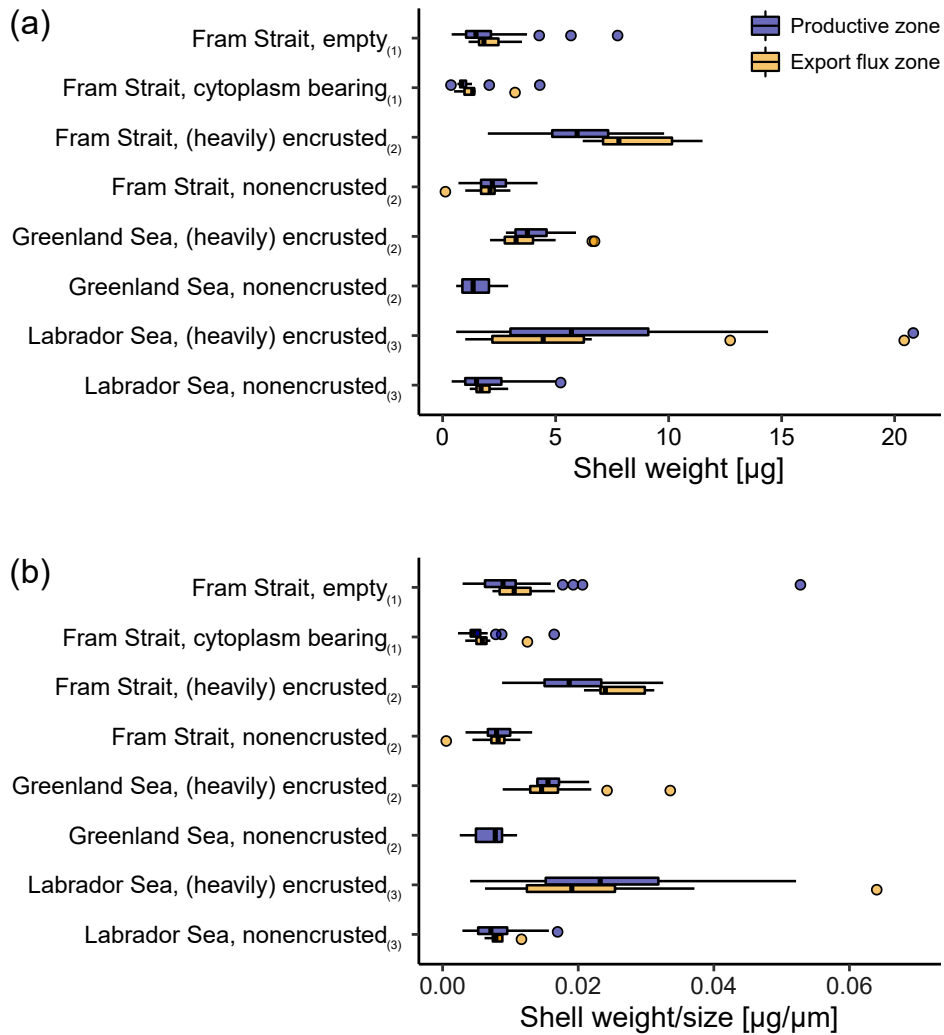 (a)
Productive zone
Export flux zone
Fram Strait, empty(1)
Fram Strait, cytoplasm bearing(1)
Fram Strait, (heavily) encrusted(2)
Fram Strait, nonencrusted(2)
Greenland Sea, (heavily) encrusted(2)
Greenland Sea, nonencrusted(2)
Labrador Sea, (heavily) encrusted(3)
Labrador Sea, nonencrusted(3)
0 5 10 15 20
Shell weight [µg]
(b)
Fram Strait, empty(1)
Fram Strait, cytoplasm bearing(1)
Fram Strait, (heavily) encrusted(2)
Fram Strait, nonencrusted(2)
Greenland Sea, (heavily) encrusted(2)
Greenland Sea, nonencrusted(2)
Labrador Sea, (heavily) encrusted(3)
Labrador Sea, nonencrusted(3)
0.00 0.02 0.04 0.06
Shell weight/size [µg/µm]